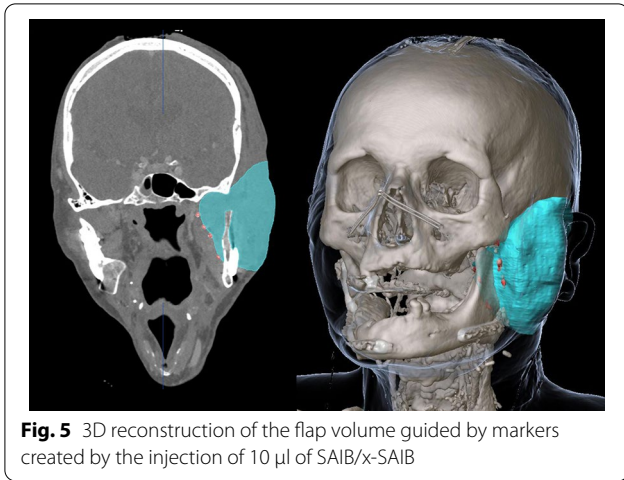 Fig. 5 3D reconstruction of the flap volume guided by markers
created by the injection of 10 µl of SAIB/x-SAIB